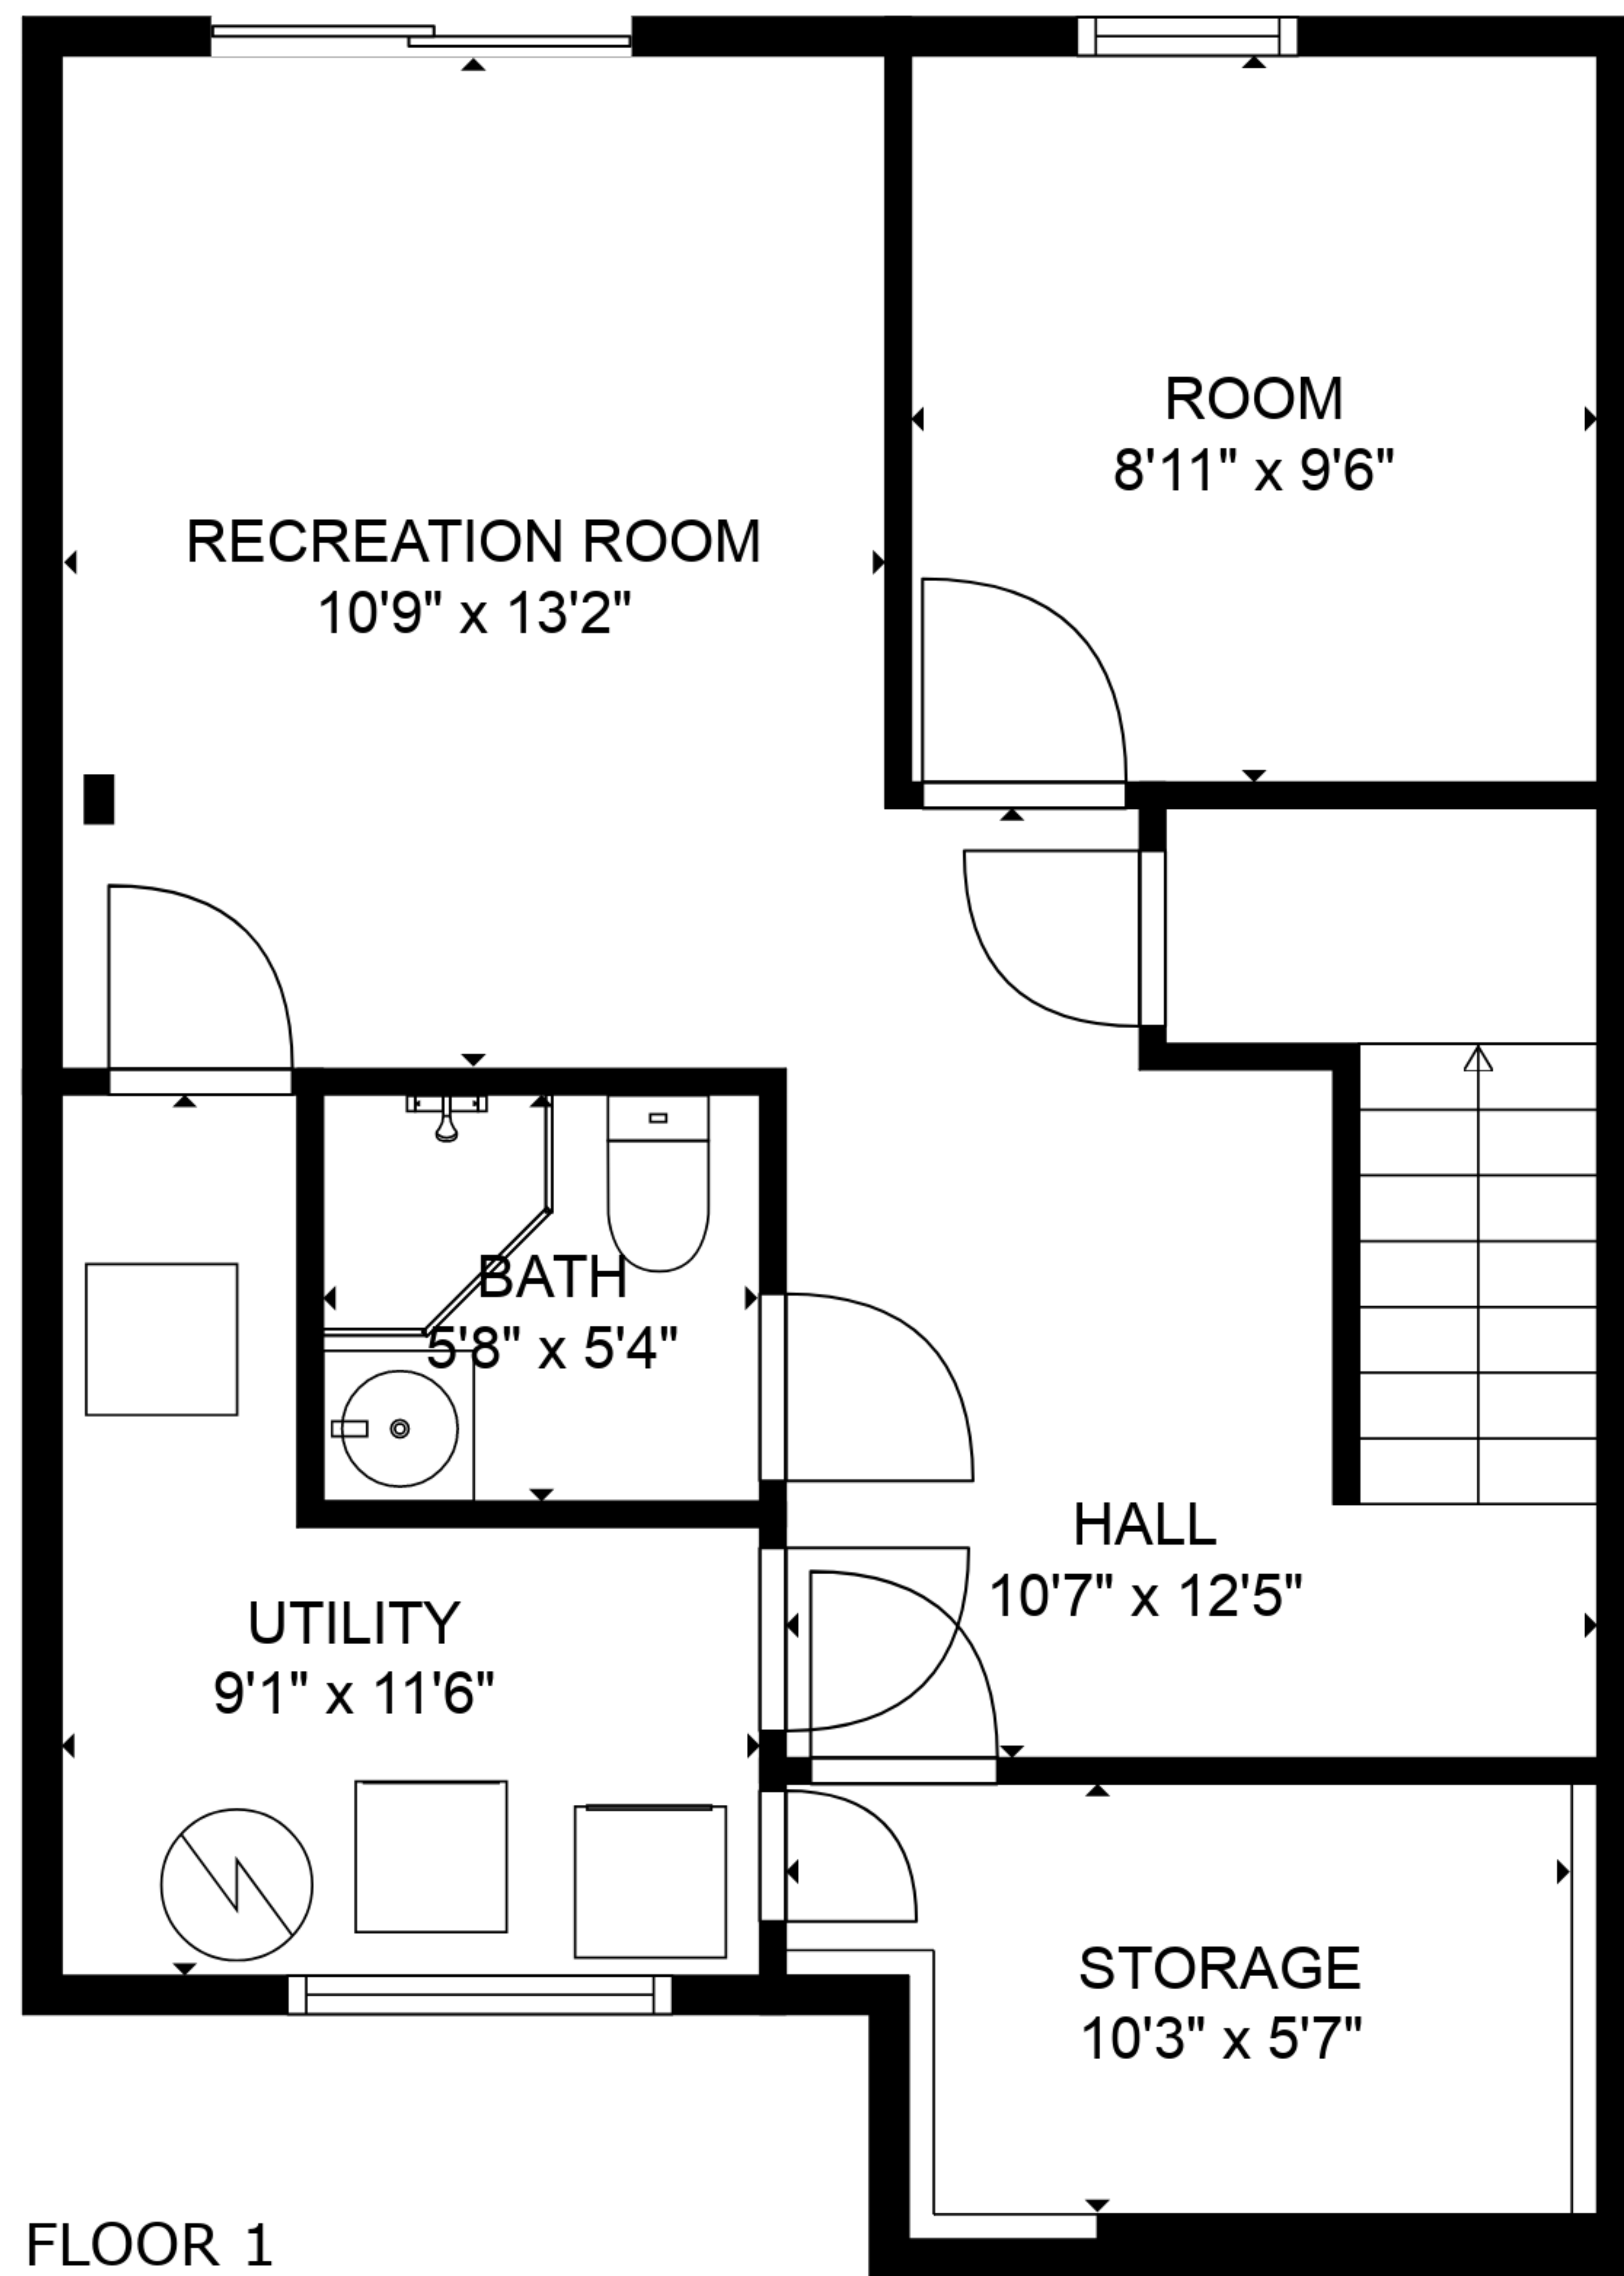 ROOM
8'11" x 9'6"
RECREATION ROOM
10'9" x 13'2"
BATH
5'8" x 5'4"
HALL
10'7" x 12'5"
UTILITY
9'1" x 11'6"
STORAGE
10'3" x 5'7"
FLOOR 1